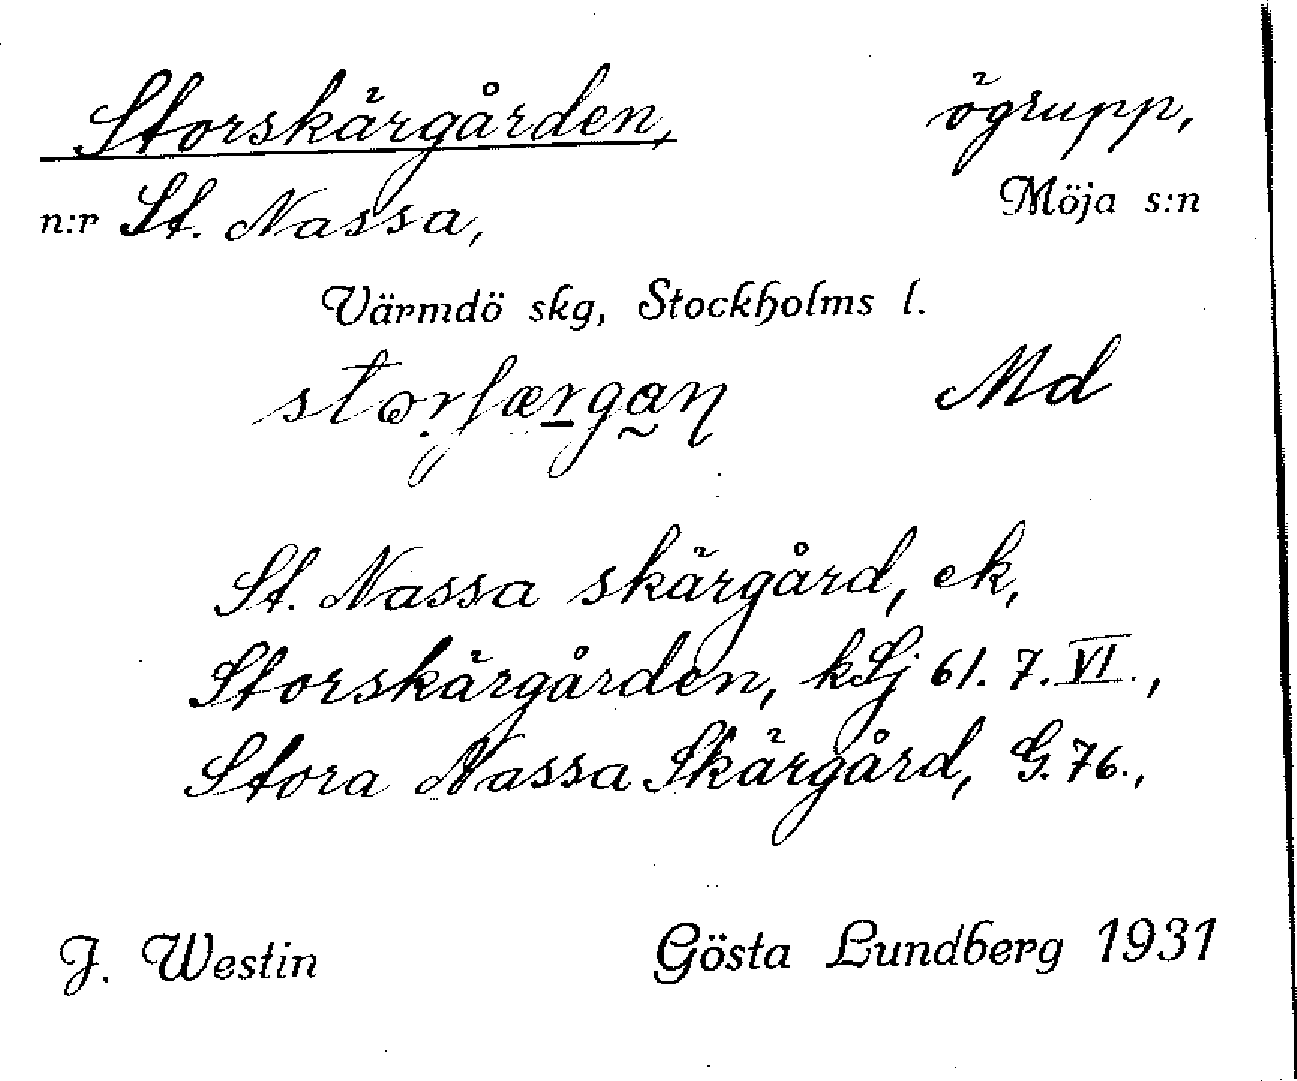 Storskärgården, ögrupp,
n:r St. Nassa, Möja s:n
Värmdö skg, Stockholms l.
Md
St. Nassa skärgård, ek,
Storskärgården, kSj 61. 7. VI.,
Stora Nassa Skärgård, G. 76.,
J. Westin Gösta Lundberg 1931